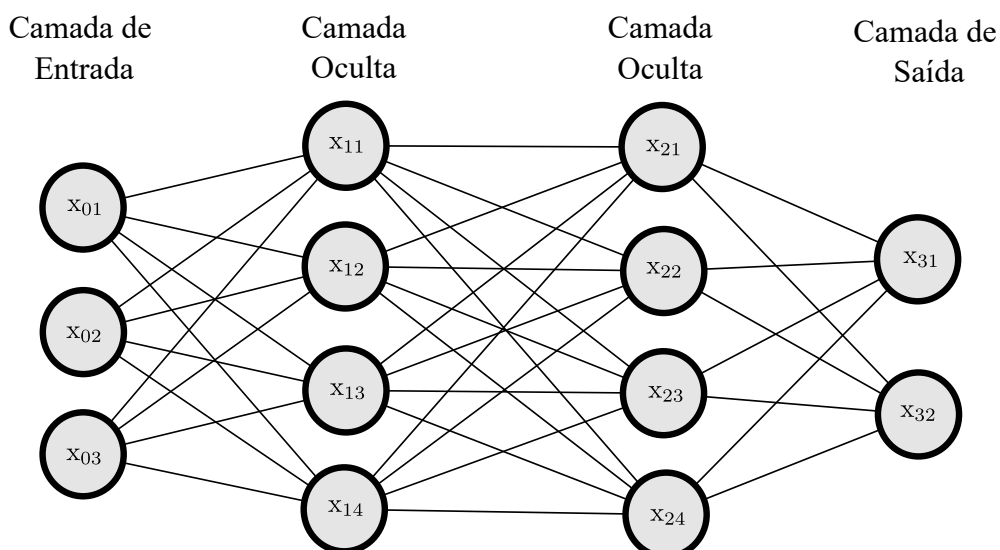 Camada de
Entrada
Camada
Oculta
Camada
Oculta
Camada de
Saída
x01
x02
x03
x11
x12
x13
x14
x21
x22
x23
x24
x31
x32